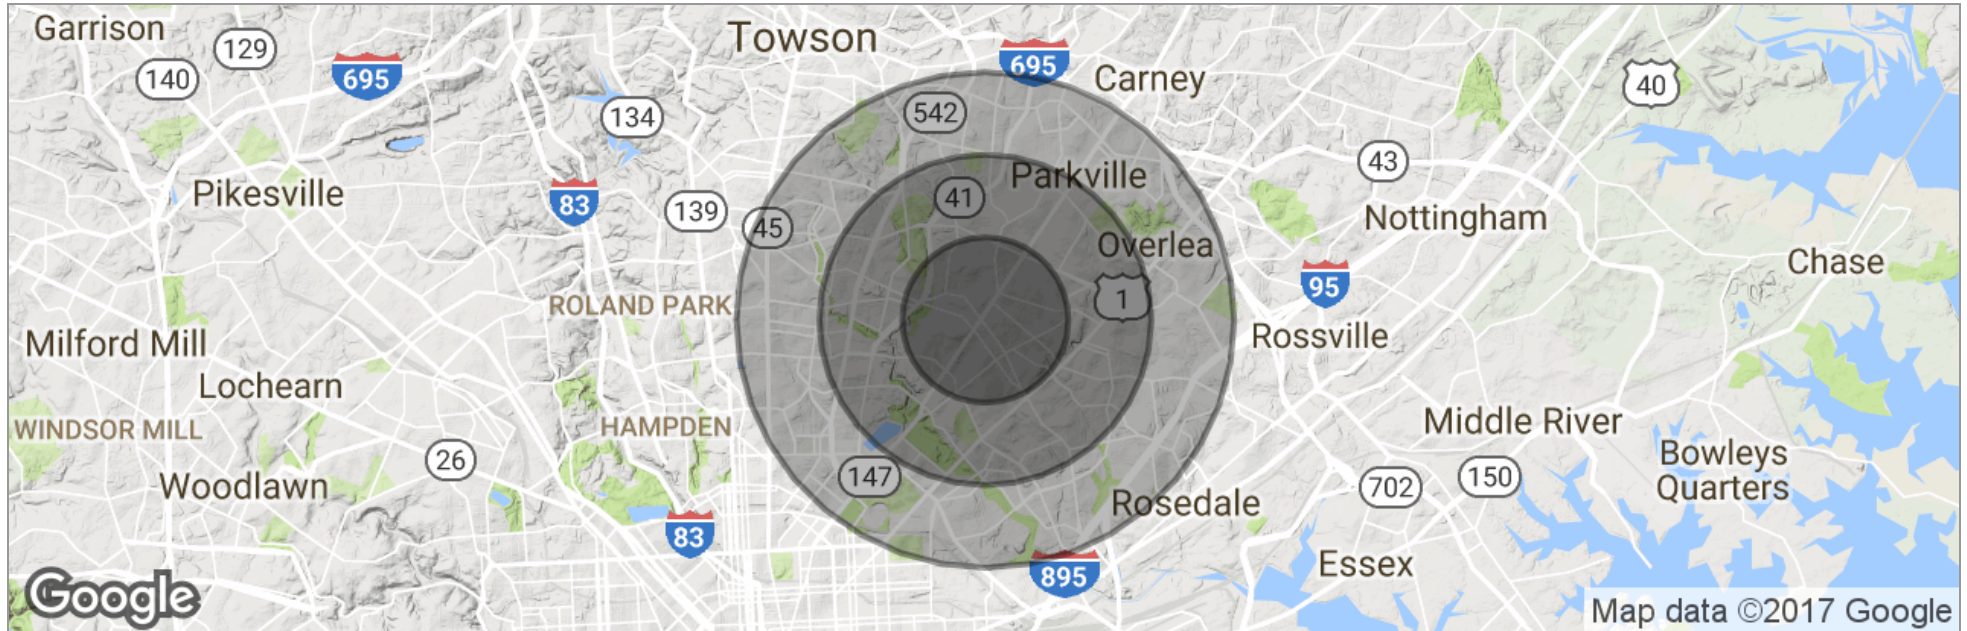 Garrison
129
140
695
Towson
695
Carney
40
134
542
43
Pikesville
83
139
45
41
Parkville
Nottingham
Overlea
Chase
ROLAND PARK
1
95
Milford Mill
Rossville
Lochearn
WINDSOR MILL
HAMPDEN
Middle River
26
Woodlawn
147
Rosedale
702
150
Bowleys
Quarters
83
895
Essex
Google
Map data ©2017 Google